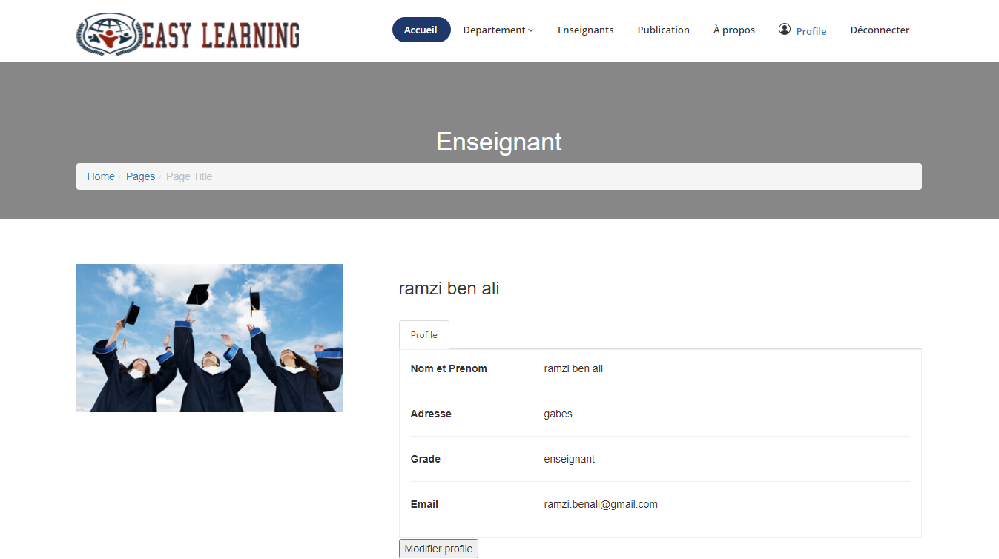 EASY LEARNING
Accueil Departement Enseignants Publication À propos Profile Déconnecter
Enseignant
Home / Pages / Page Title
ramzi ben ali
Profile
Nom et Prenom ramzi ben ali
Adresse gabes
Grade enseignant
Email ramzi.benali@gmail.com
Modifier profile